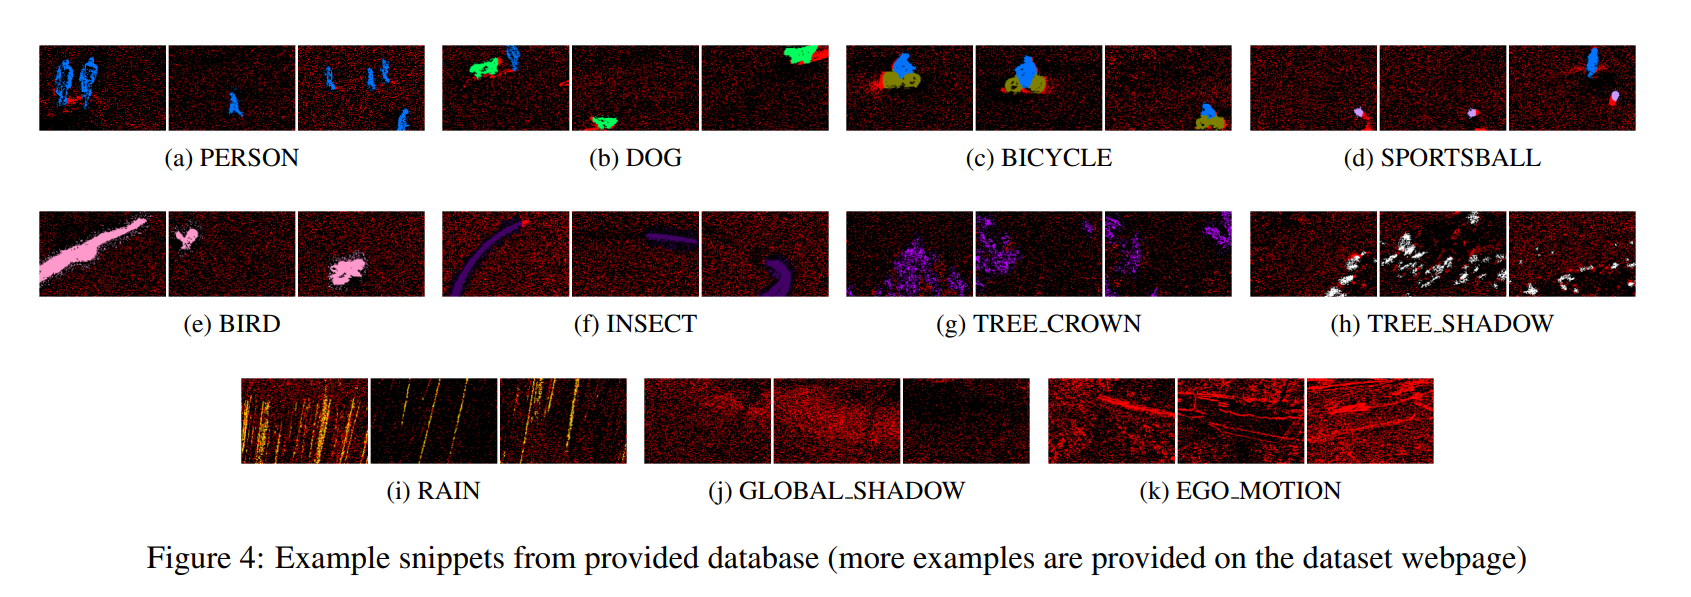 (a) PERSON
(b) DOG
(c) BICYCLE
(d) SPORTSBALL
(e) BIRD
(f) INSECT
(g) TREE_CROWN
(h) TREE_SHADOW
(i) RAIN
(j) GLOBAL_SHADOW
(k) EGO_MOTION
Figure 4: Example snippets from provided database (more examples are provided on the dataset webpage)